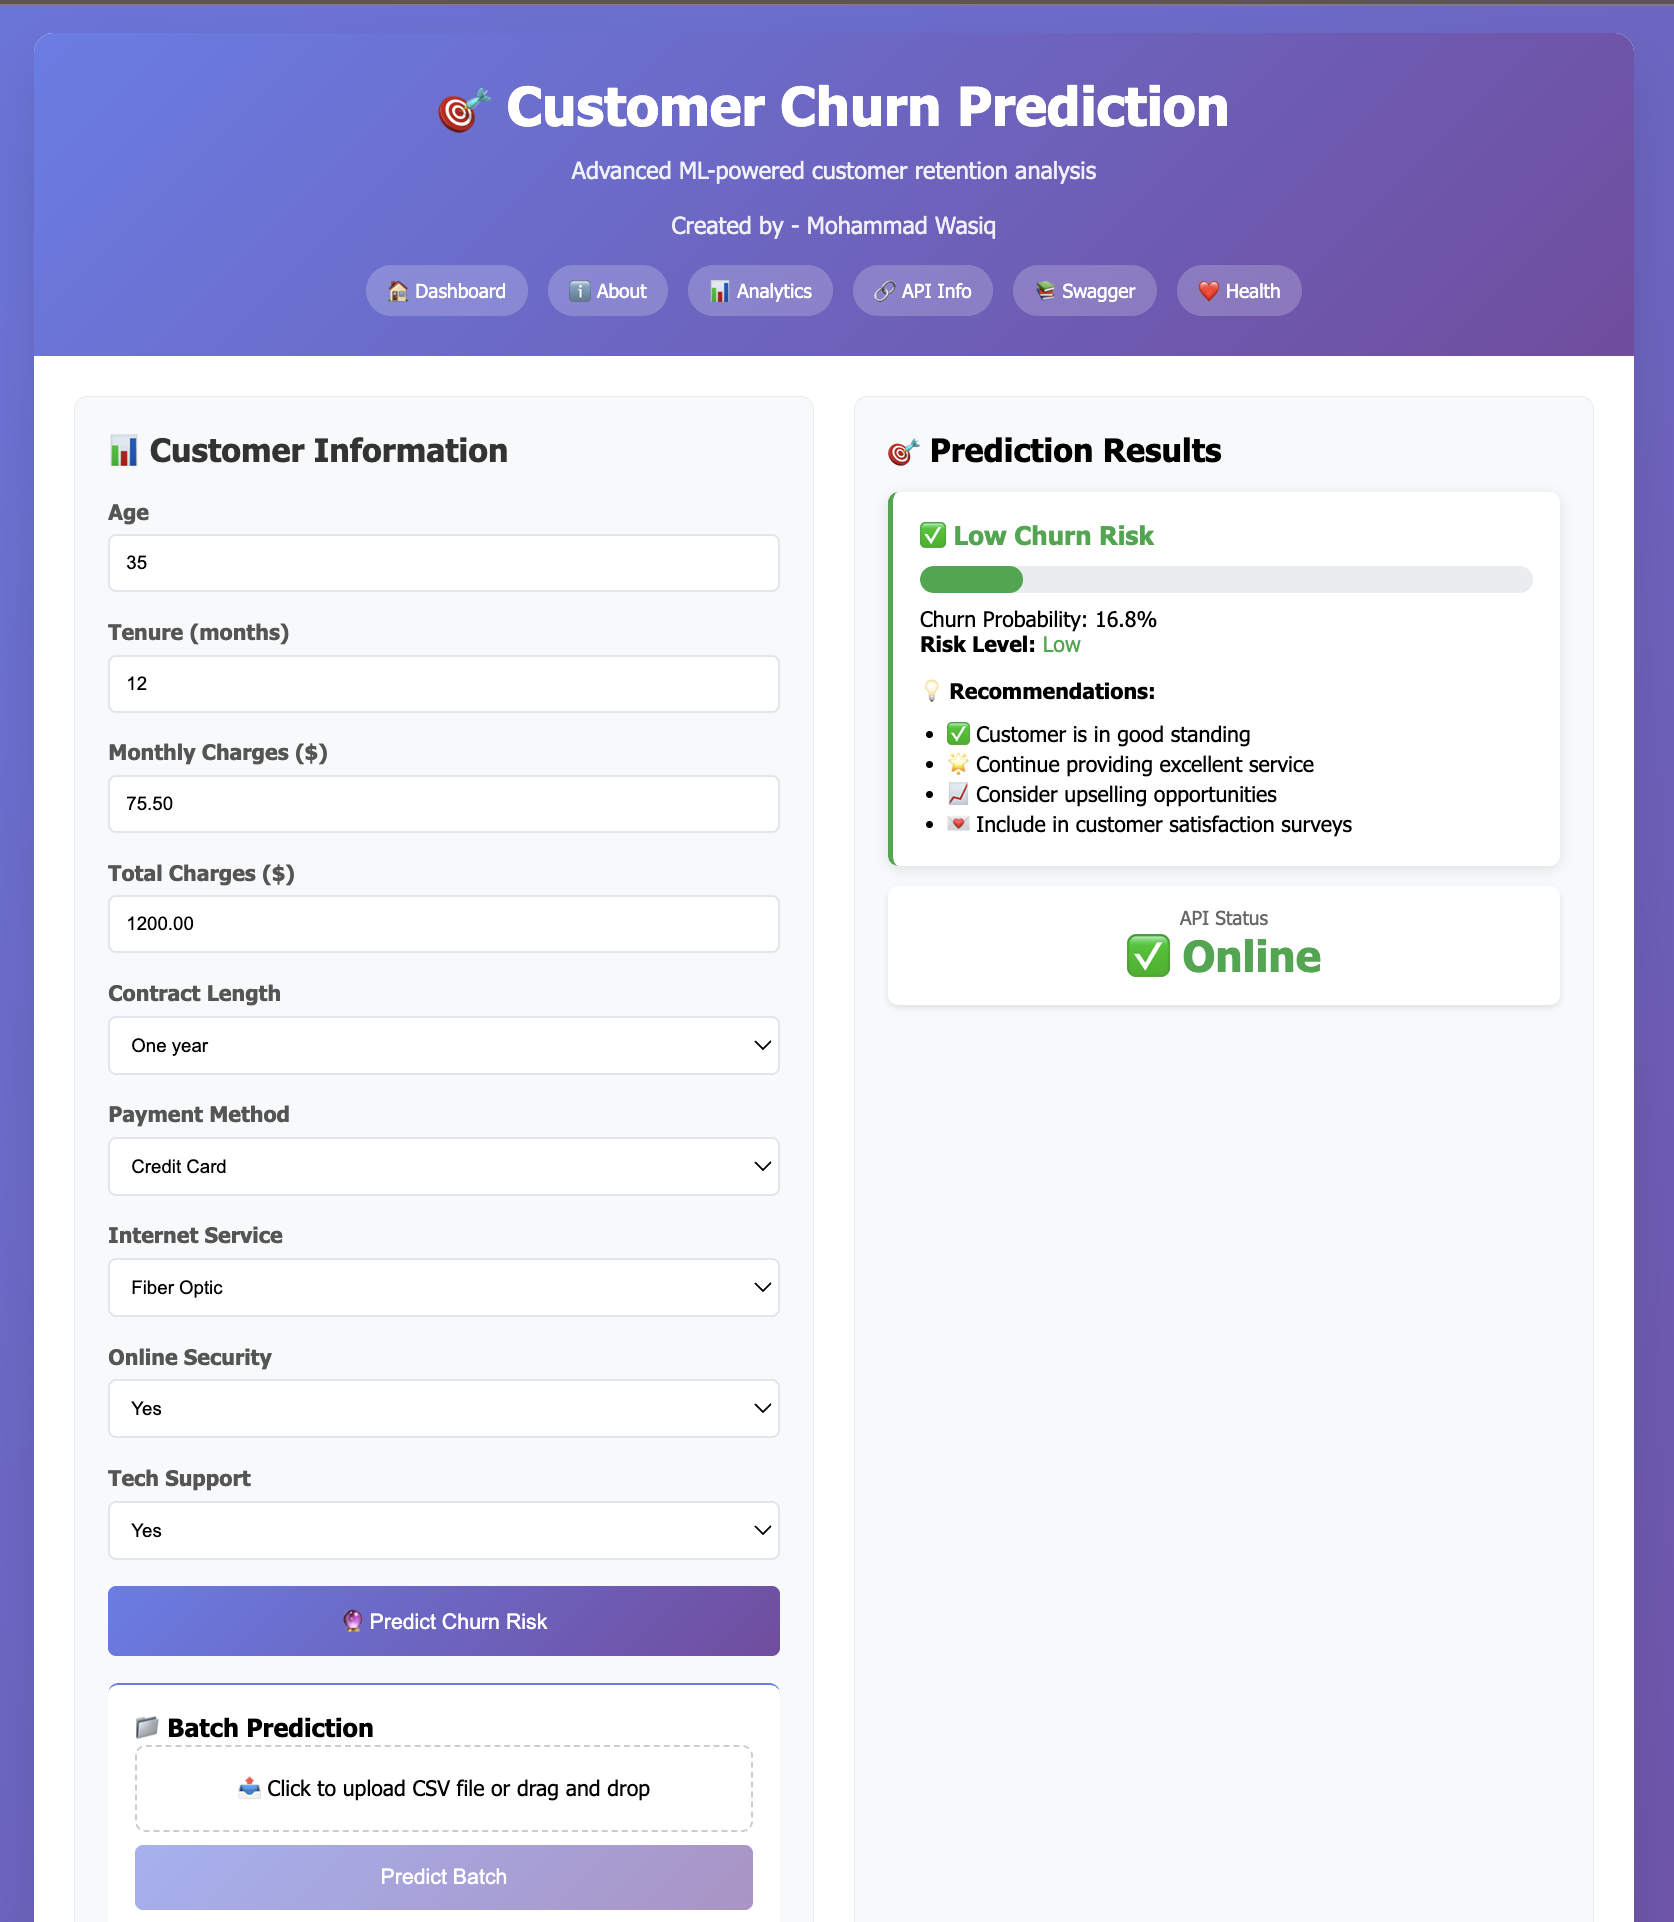 🎯 Customer Churn Prediction
Advanced ML-powered customer retention analysis
Created by - Mohammad Wasiq
🏠 Dashboard
ℹ️ About
📊 Analytics
🔗 API Info
📚 Swagger
❤️ Health
📊 Customer Information
Age
35
Tenure (months)
12
Monthly Charges ($)
75.50
Total Charges ($)
1200.00
Contract Length
One year
Payment Method
Credit Card
Internet Service
Fiber Optic
Online Security
Yes
Tech Support
Yes
🔮 Predict Churn Risk
📁 Batch Prediction
📤 Click to upload CSV file or drag and drop
Predict Batch
🎯 Prediction Results
✅ Low Churn Risk
Churn Probability: 16.8%
Risk Level: Low
💡 Recommendations:
• ✅ Customer is in good standing
• 🌟 Continue providing excellent service
• 📈 Consider upselling opportunities
• 💌 Include in customer satisfaction surveys
API Status
✅ Online